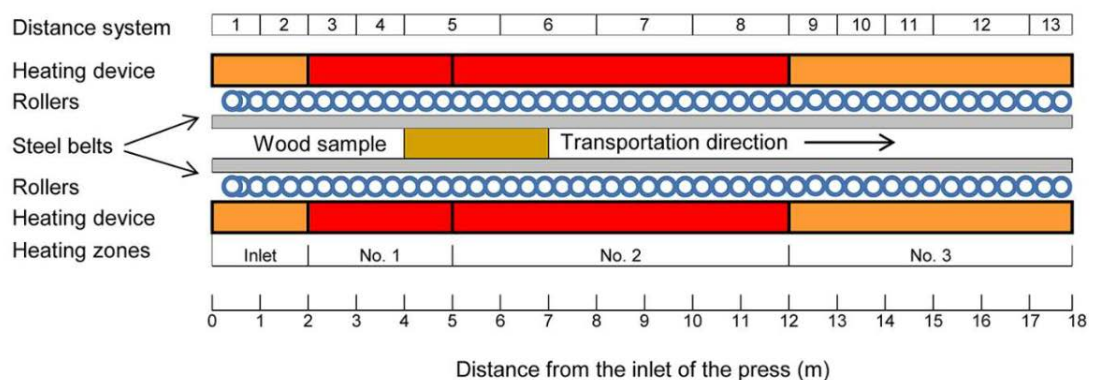 Distance system 1 2 3 4 5 6 7 8 9 10 11 12 13
Heating device
Rollers
Steel belts Wood sample Transportation direction
Rollers
Heating device
Heating zones Inlet No. 1 No. 2 No. 3
0 1 2 3 4 5 6 7 8 9 10 11 12 13 14 15 16 17 18
Distance from the inlet of the press (m)